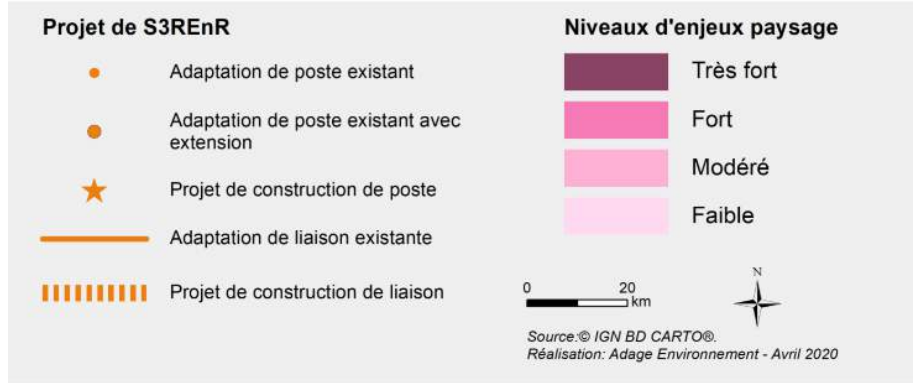 Projet de S3REnR
Adaptation de poste existant
Adaptation de poste existant avec
extension
Projet de construction de poste
Adaptation de liaison existante
Projet de construction de liaison
Niveaux d'enjeux paysage
Très fort
Fort
Modéré
Faible
0 20
km
N
Source:© IGN BD CARTO®.
Réalisation: Adage Environnement - Avril 2020